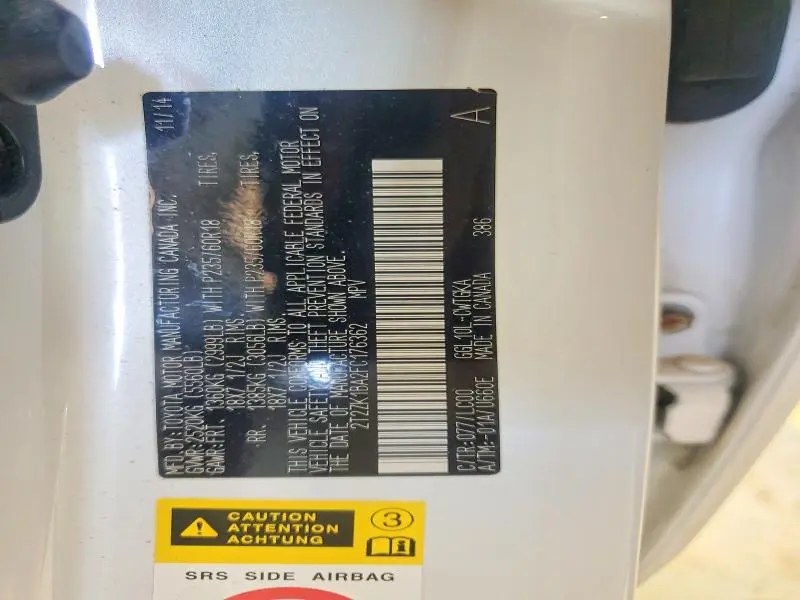 MFD.BY:TOYOTA MOTOR MANUFACTURING CANADA INC. 11/14
GVWR:2520KG (5560LB)
GAWR:FRT. 1360KG (2999LB) WITH P235/60R18 TIRES,
18X7 1/2J RIMS
RR. 1385KG (3056LB) WITH P235/60R18 TIRES,
18X7 1/2J RIMS
THIS VEHICLE CONFORMS TO ALL APPLICABLE FEDERAL MOTOR
VEHICLE SAFETY AND THEFT PREVENTION STANDARDS IN EFFECT ON
THE DATE OF MANUFACTURE SHOWN ABOVE.
2T2ZK1BA2FC176362 MPV
C/TR:077/LC00 GGL10L-CWTGKA A
A/TM:-01A/U660E MADE IN CANADA 386
CAUTION
ATTENTION
ACHTUNG
3
SRS SIDE AIRBAG